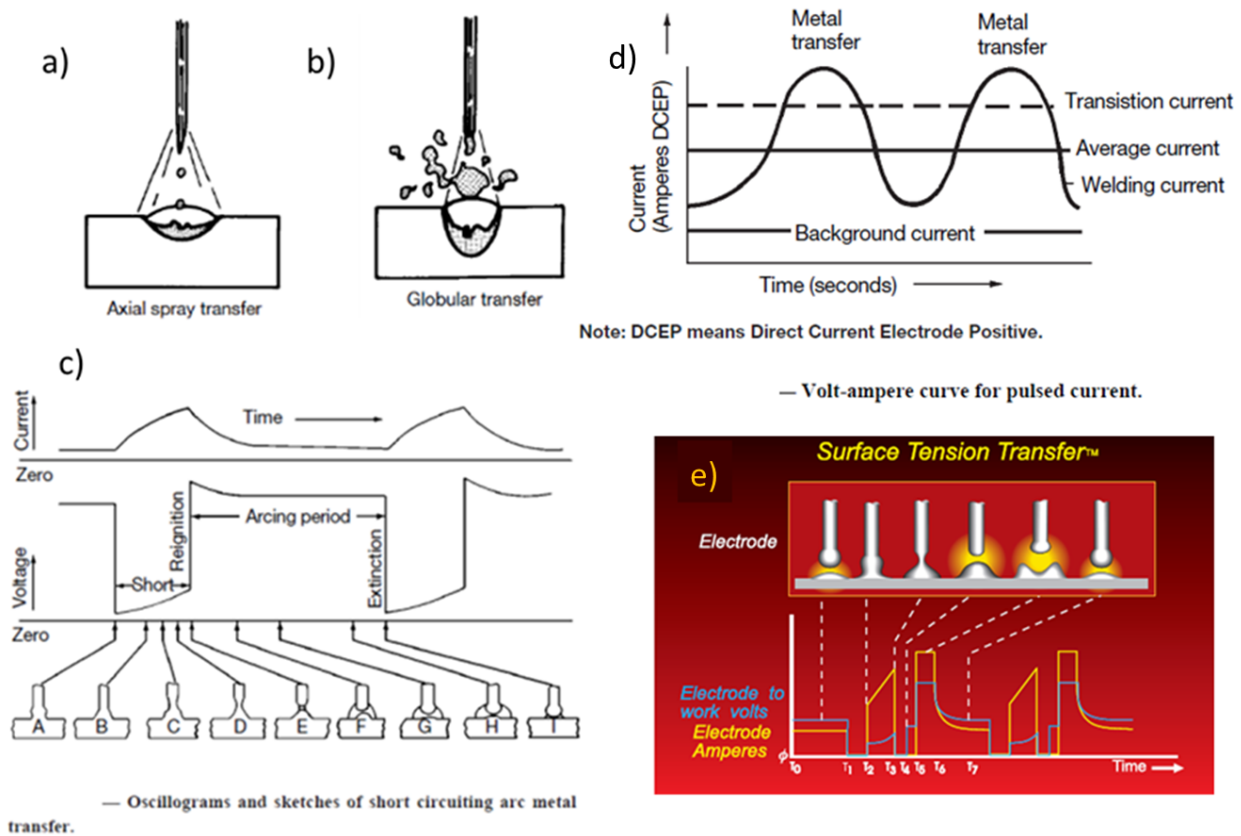 a)
Axial spray transfer
b)
Globular transfer
d)
Metal
transfer
Metal
transfer
Current
(Amperes DCEP)
Transistion current
Average current
Welding current
Background current
Time (seconds)
Note: DCEP means Direct Current Electrode Positive.
— Volt-ampere curve for pulsed current.
c)
Current
Time
Zero
Voltage
Short
Reignition
Arcing period
Extinction
Zero
A B C D E F G H I
— Oscillograms and sketches of short circuiting arc metal
transfer.
e)
Surface Tension Transfer™
Electrode
Electrode to
work volts
Electrode
Amperes
ϕ
T0 T1 T2 T3 T4 T5 T6 T7
Time